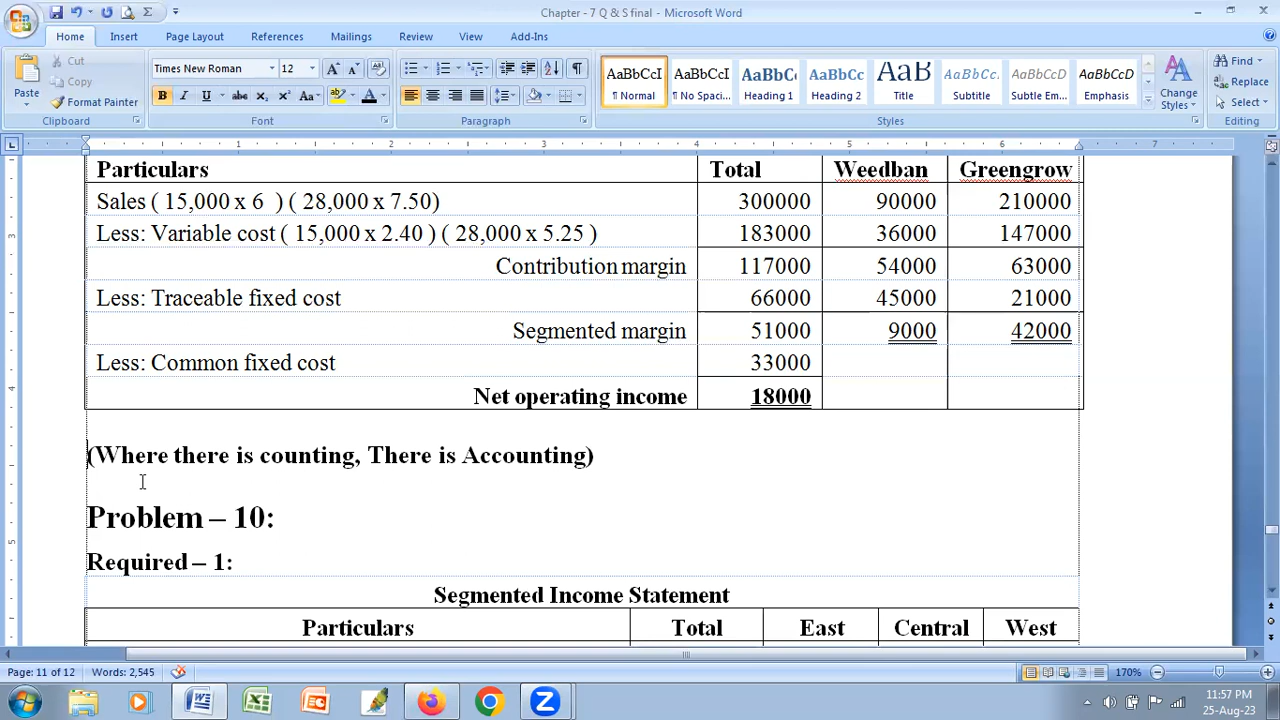 Chapter - 7 Q & S final - Microsoft Word
Home Insert Page Layout References Mailings Review View Add-Ins
Paste Cut Copy Format Painter
Times New Roman 12
AaBbCcI AaBbCcI AaBbC AaBbCc AaB AaBbCcI AaBbCcI AaBbCcI
¶ Normal ¶ No Spaci... Heading 1 Heading 2 Title Subtitle Subtle Em... Emphasis
Change Styles
Find Replace Select
Clipboard Font Paragraph Styles Editing
Particulars Total Weedban Greengrow
Sales ( 15,000 x 6 ) ( 28,000 x 7.50) 300000 90000 210000
Less: Variable cost ( 15,000 x 2.40 ) ( 28,000 x 5.25 ) 183000 36000 147000
Contribution margin 117000 54000 63000
Less: Traceable fixed cost 66000 45000 21000
Segmented margin 51000 9000 42000
Less: Common fixed cost 33000
Net operating income 18000
(Where there is counting, There is Accounting)
Problem – 10:
Required – 1:
Segmented Income Statement
Particulars Total East Central West
Page: 11 of 12 Words: 2,545 170%
11:57 PM
25-Aug-23